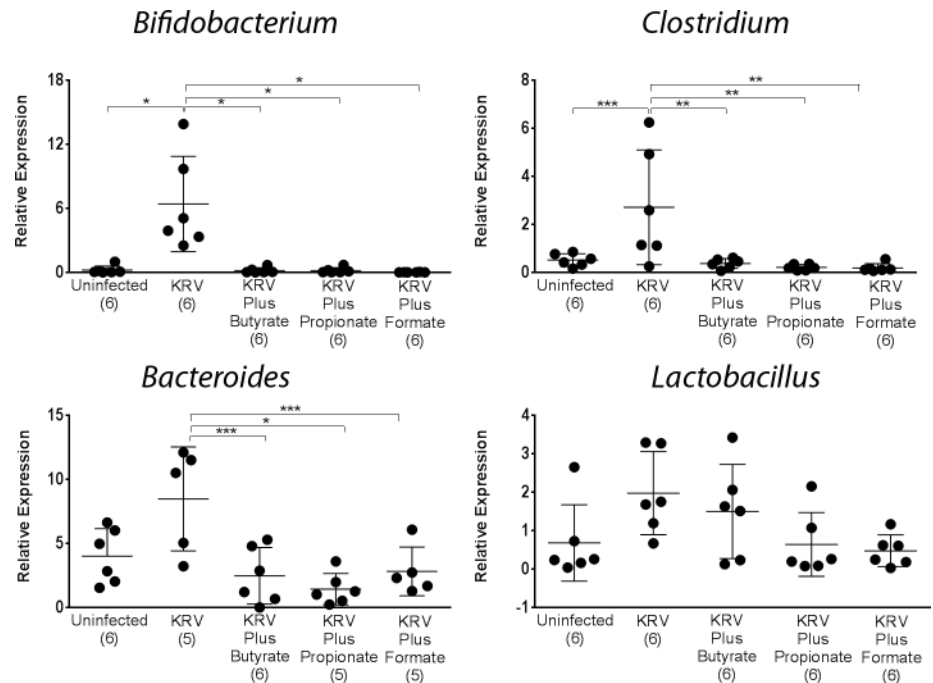 Bifidobacterium
Relative Expression
18
12
6
0
*
*
*
*
Uninfected
(6)
KRV
(6)
KRV
Plus
Butyrate
(6)
KRV
Plus
Propionate
(6)
KRV
Plus
Formate
(6)
Clostridium
Relative Expression
8
6
4
2
0
**
**
***
**
Uninfected
(6)
KRV
(6)
KRV
Plus
Butyrate
(6)
KRV
Plus
Propionate
(6)
KRV
Plus
Formate
(6)
Bacteroides
Relative Expression
15
10
5
0
***
*
***
Uninfected
(6)
KRV
(5)
KRV
Plus
Butyrate
(6)
KRV
Plus
Propionate
(5)
KRV
Plus
Formate
(5)
Lactobacillus
Relative Expression
4
3
2
1
0
-1
Uninfected
(6)
KRV
(6)
KRV
Plus
Butyrate
(6)
KRV
Plus
Propionate
(6)
KRV
Plus
Formate
(6)